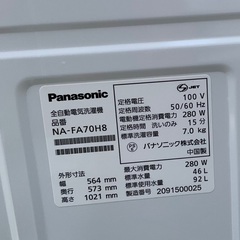 Panasonic
全自動電気洗濯機
品番
NA-FA70H8
外形寸法
幅 564 mm
奥行 573 mm
高さ 1021 mm
JET
定格電圧 100 V
定格周波数 50/60 Hz
電動機定格消費電力 280 W
定格時間 洗い 15 分
標準洗濯容量 7.0 kg
パナソニック株式会社
中国製
最大消費電力 280 W
標準水量 46 L
標準使用水量 92 L
製造番号 2091500025